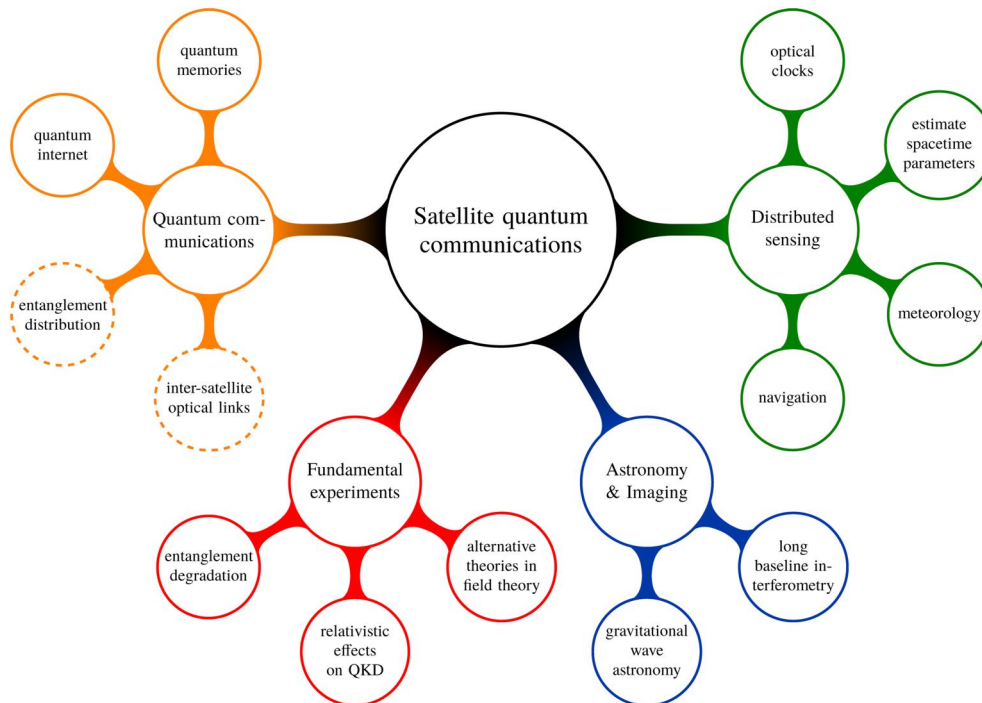 Satellite quantum
communications
Quantum com-
munications
quantum
memories
quantum
internet
entanglement
distribution
inter-satellite
optical links
Distributed
sensing
optical
clocks
estimate
spacetime
parameters
meteorology
navigation
Fundamental
experiments
entanglement
degradation
relativistic
effects
on QKD
alternative
theories in
field theory
Astronomy
& Imaging
long
baseline in-
terferometry
gravitational
wave
astronomy